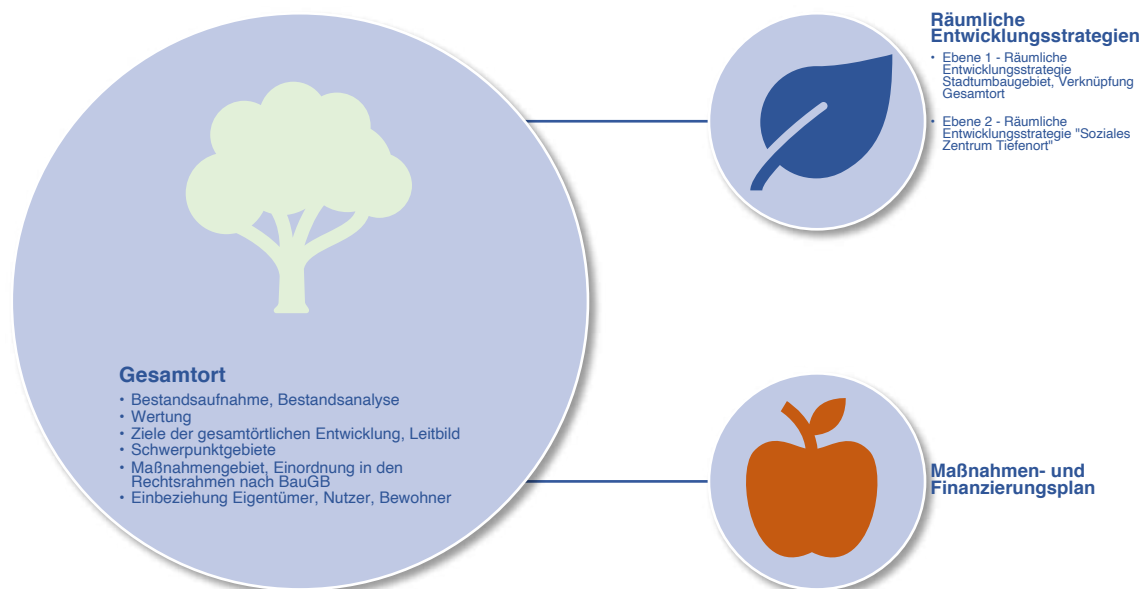 Gesamtort
• Bestandsaufnahme, Bestandsanalyse
• Wertung
• Ziele der gesamtörtlichen Entwicklung, Leitbild
• Schwerpunktgebiete
• Maßnahmengebiet, Einordnung in den
Rechtsrahmen nach BauGB
• Einbeziehung Eigentümer, Nutzer, Bewohner
Räumliche
Entwicklungsstrategien
• Ebene 1 - Räumliche
Entwicklungsstrategie
Stadtumbaugebiet, Verknüpfung
Gesamtort
• Ebene 2 - Räumliche
Entwicklungsstrategie "Soziales
Zentrum Tiefenort"
Maßnahmen- und
Finanzierungsplan